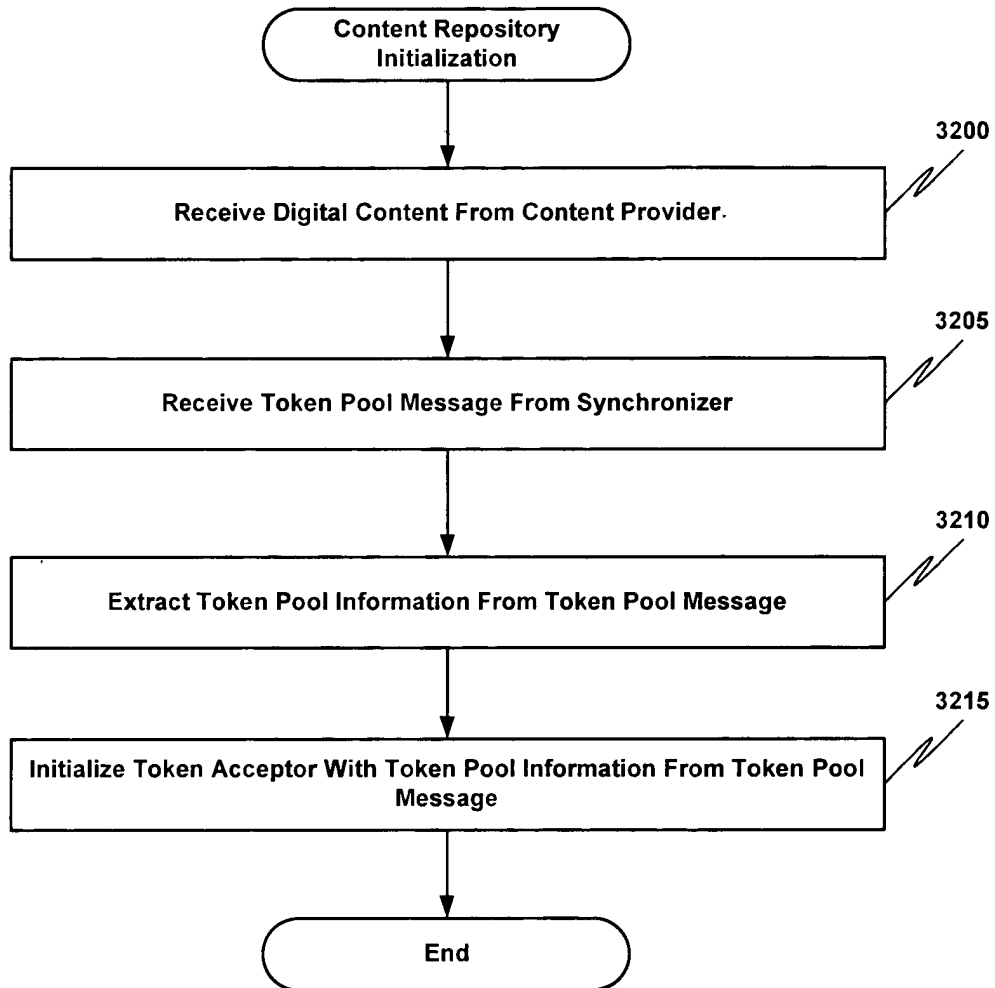 Content Repository
Initialization
3200
Receive Digital Content From Content Provider.
3205
Receive Token Pool Message From Synchronizer
3210
Extract Token Pool Information From Token Pool Message
3215
Initialize Token Acceptor With Token Pool Information From Token Pool
Message
End